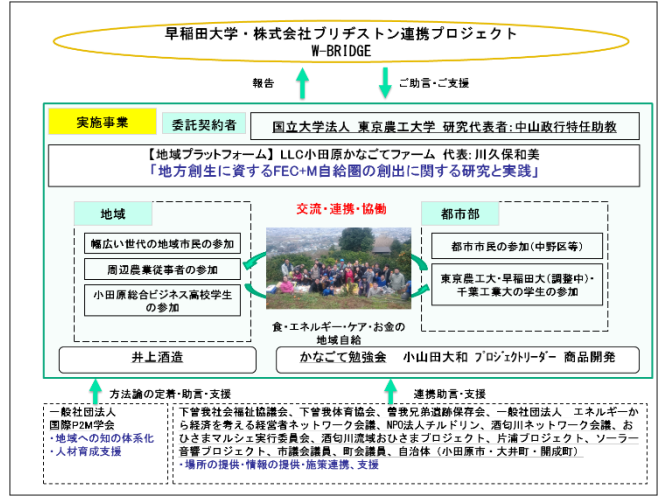 早稲田大学・株式会社ブリヂストン連携プロジェクト
W-BRIDGE
報告
ご助言・ご支援
実施事業
委託契約者
国立大学法人 東京農工大学 研究代表者:中山政行特任助教
【地域プラットフォーム】 LLC小田原かなごてファーム 代表:川久保和美
「地方創生に資するFEC+M自給圏の創出に関する研究と実践」
地域
交流・連携・協働
都市部
幅広い世代の地域市民の参加
周辺農業従事者の参加
小田原総合ビジネス高校学生
の参加
都市市民の参加(中野区等)
東京農工大・早稲田大(調整中)・
千葉工業大の学生の参加
食・エネルギー・ケア・お金の
地域自給
井上酒造
かなごて勉強会 小山田大和 プロジェクトリーダー 商品開発
方法論の定着・助言・支援
連携助言・支援
一般社団法人
国際P2M学会
・地域への知の体系化
・人材育成支援
下曽我社会福祉協議会、下曽我体育協会、曽我兄弟遺跡保存会、一般社団法人 エネルギーか
ら経済を考える経営者ネットワーク会議、NPO法人チルドリン、酒匂川ネットワーク会議、お
ひさまマルシェ実行委員会、酒匂川流域おひさまプロジェクト、片浦プロジェクト、ソーラー
音響プロジェクト、市議会議員、町会議員、自治体(小田原市・大井町・開成町)
・場所の提供・情報の提供・施策連携、支援